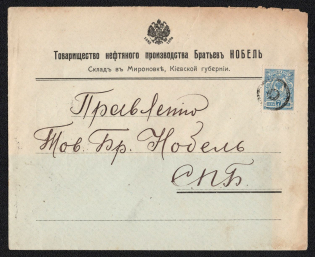 Товарищество нефтяного производства Братьевъ НОБЕЛЬ
Складъ въ Мироновкѣ, Кіевской губерніи.
Правленію
Тов. Бр. Нобель
СПБ.